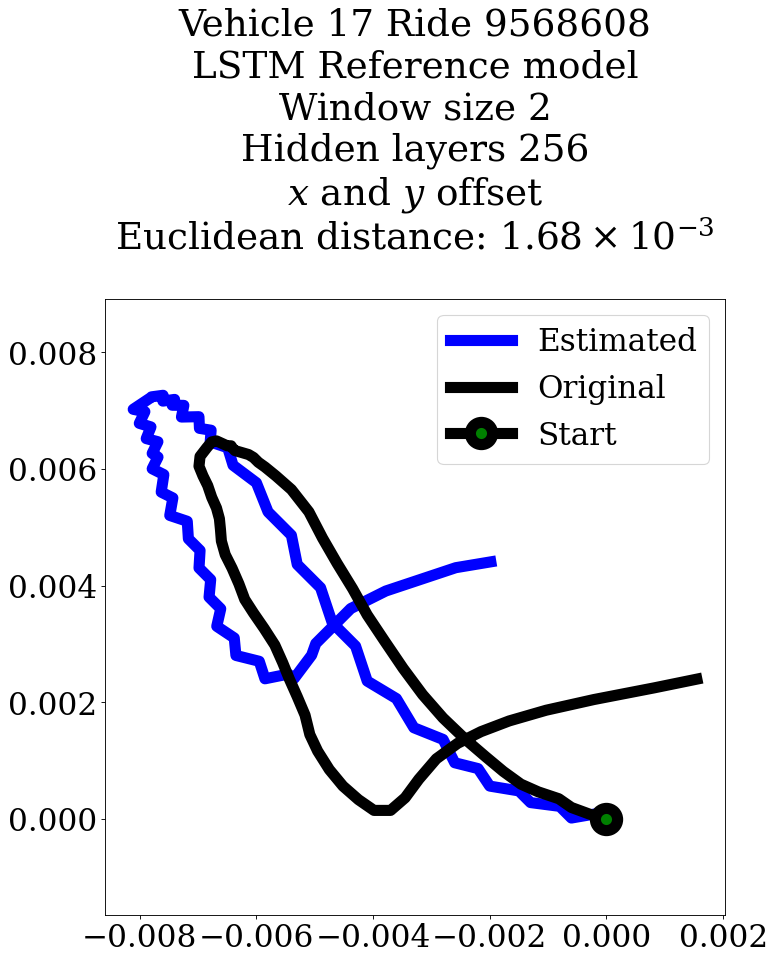 Vehicle 17 Ride 9568608
LSTM Reference model
Window size 2
Hidden layers 256
x and y offset
Euclidean distance: 1.68 × 10⁻³
Estimated
Original
Start
0.008
0.006
0.004
0.002
0.000
−0.008 −0.006 −0.004 −0.002 0.000 0.002